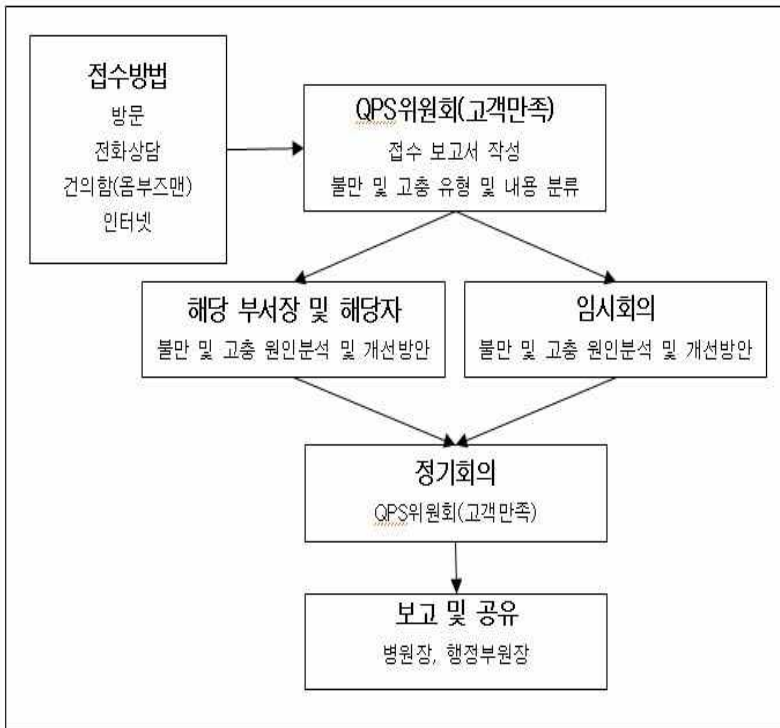 접수방법
방문
전화상담
건의함(옴부즈맨)
인터넷
QPS위원회(고객만족)
접수 보고서 작성
불만 및 고충 유형 및 내용 분류
해당 부서장 및 해당자
불만 및 고충 원인분석 및 개선방안
임시회의
불만 및 고충 원인분석 및 개선방안
정기회의
QPS위원회(고객만족)
보고 및 공유
병원장, 행정부원장